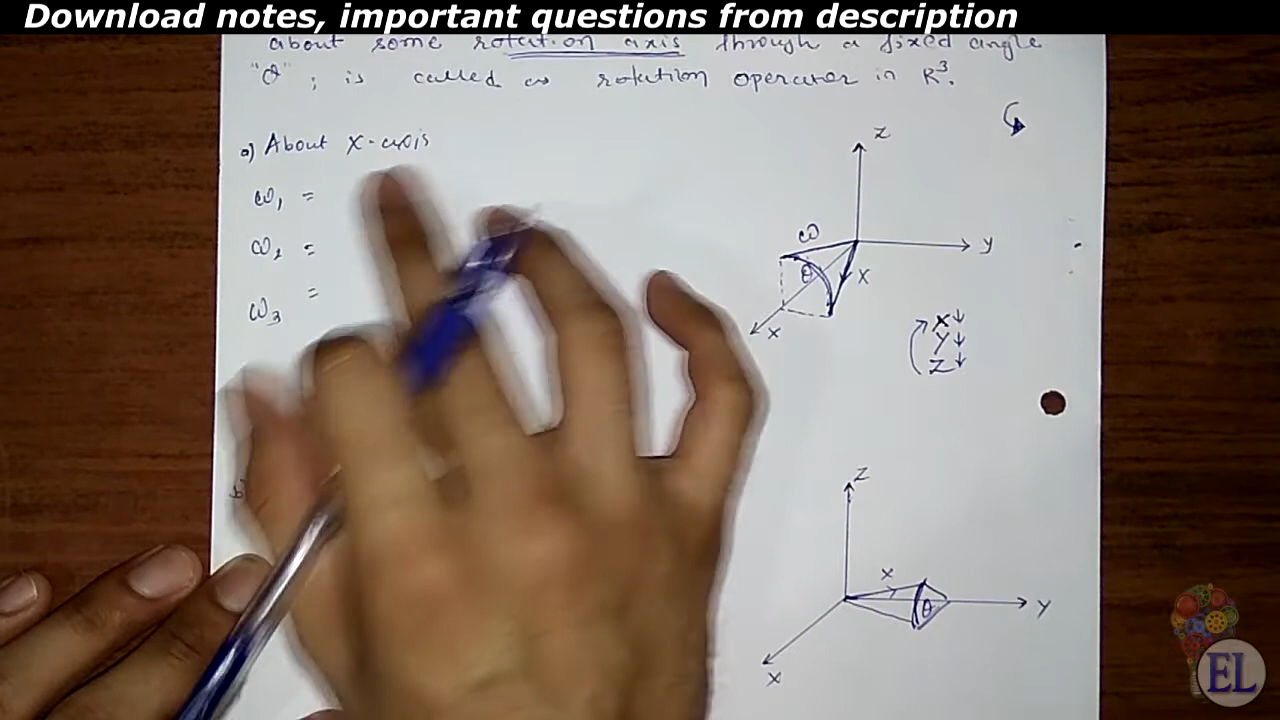 Download notes, important questions from description
about some rotation axis through a fixed angle
"θ" ; is called as rotation operator in R³.
a) About X-axis
ω₁ =
ω₂ =
ω₃ =
Z
Y
X
ω
θ
X
X↓
Y↓
Z↓
b)
Z
Y
X
X
θ
EL